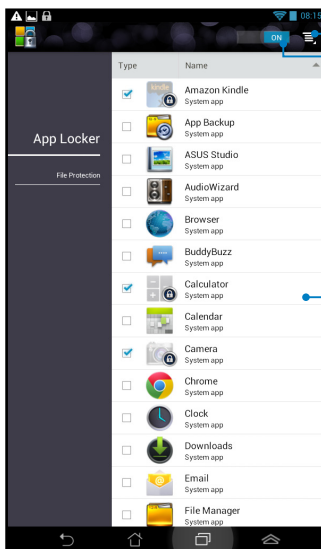 08:15
ON
App Locker
File Protection
Type Name
kindle
Amazon Kindle
System app
App Backup
System app
ASUS Studio
System app
AudioWizard
System app
Browser
System app
BuddyBuzz
System app
Calculator
System app
Calendar
System app
Camera
System app
Chrome
System app
Clock
System app
Downloads
System app
Email
System app
File Manager
System app